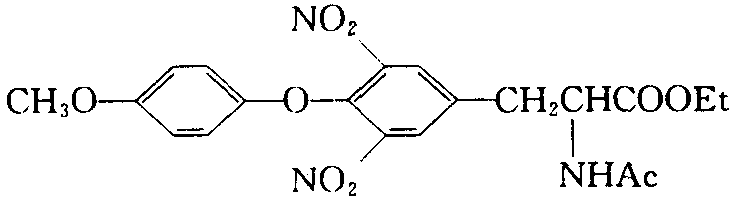 NO₂
CH₃O
O
CH₂CHCOOEt
NO₂
NHAc